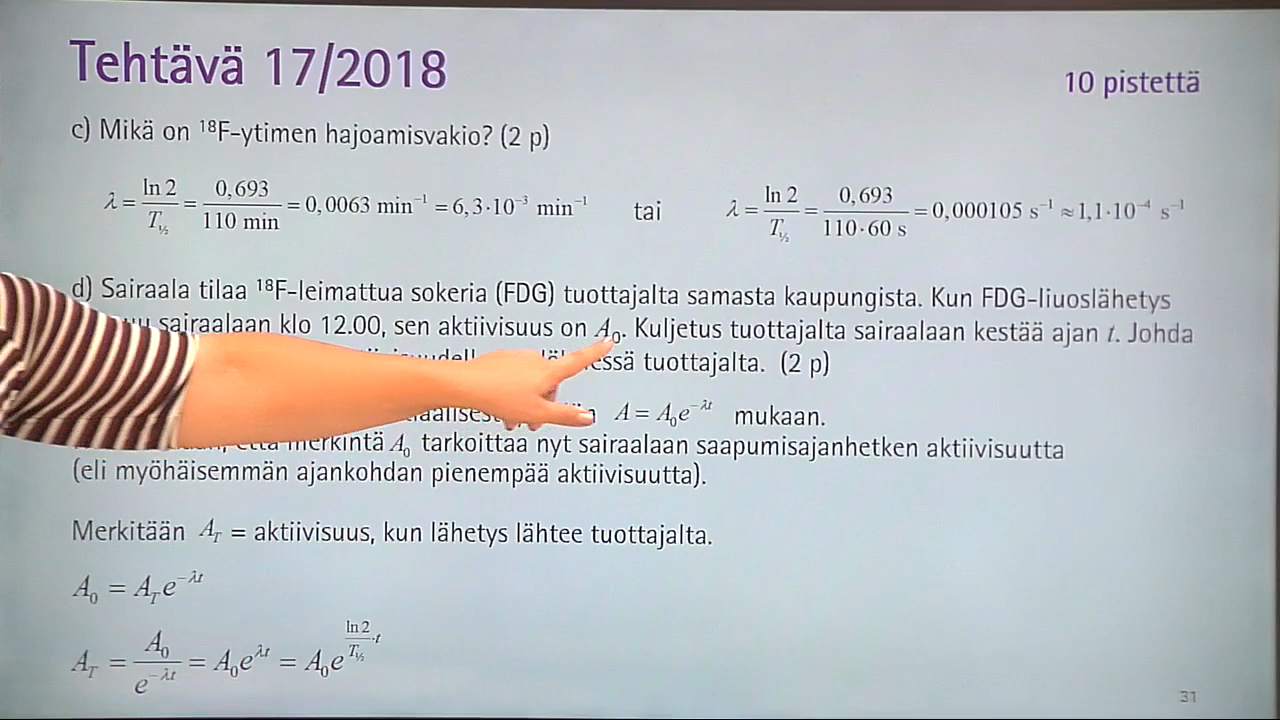 Tehtävä 17/2018
10 pistettä
c) Mikä on ¹⁸F-ytimen hajoamisvakio? (2 p)
λ = ln 2 / T½ = 0,693 / 110 min = 0,0063 min⁻¹ = 6,3·10⁻³ min⁻¹ tai λ = ln 2 / T½ = 0,693 / 110·60 s = 0,000105 s⁻¹ ≈ 1,1·10⁻⁴ s⁻¹
d) Sairaala tilaa ¹⁸F-leimattua sokeria (FDG) tuottajalta samasta kaupungista. Kun FDG-liuoslähetys
sairaalaan klo 12.00, sen aktiivisuus on A₀. Kuljetus tuottajalta sairaalaan kestää ajan t. Johda
tuottajalta. (2 p)
A = A₀e^(−λt) mukaan.
merkintä A₀ tarkoittaa nyt sairaalaan saapumisajanhetken aktiivisuutta
(eli myöhäisemmän ajankohdan pienempää aktiivisuutta).
Merkitään A_T = aktiivisuus, kun lähetys lähtee tuottajalta.
A₀ = A_T e^(−λt)
A_T = A₀ / e^(−λt) = A₀e^(λt) = A₀e^(ln 2 / T½ ·t)
31